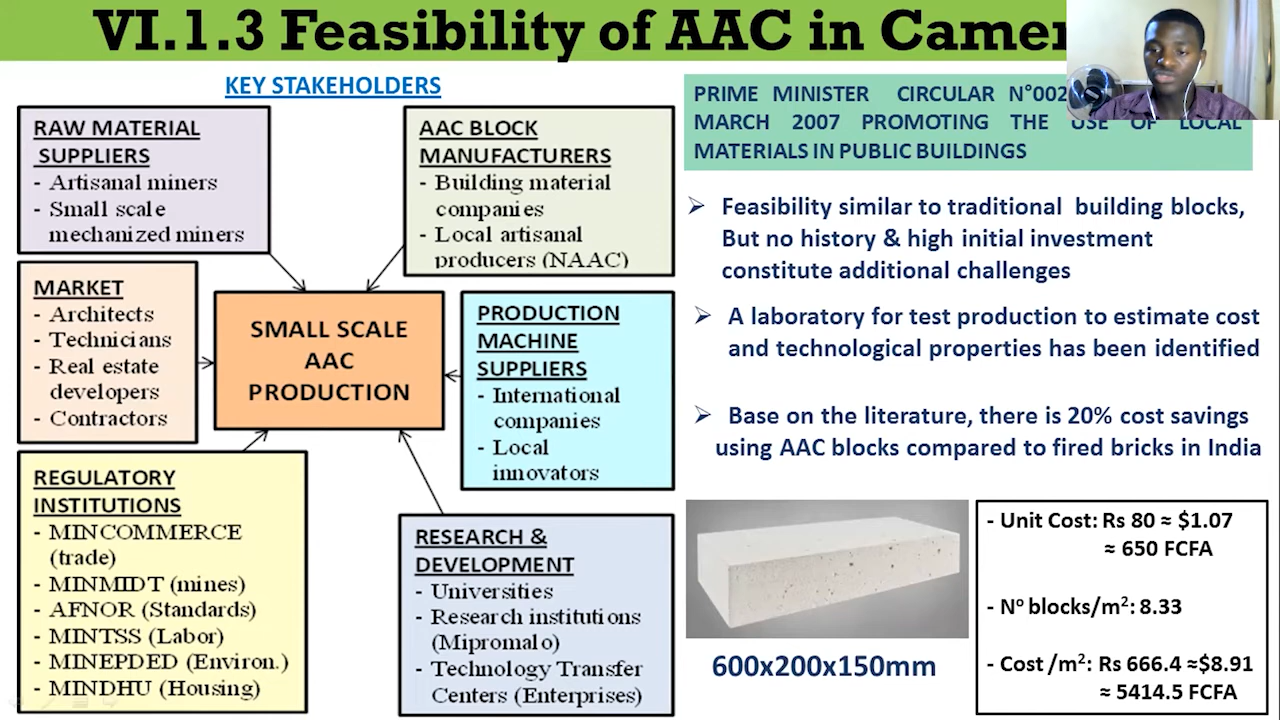 VI.1.3 Feasibility of AAC in Camer
KEY STAKEHOLDERS
RAW MATERIAL
SUPPLIERS
- Artisanal miners
- Small scale
mechanized miners
AAC BLOCK
MANUFACTURERS
- Building material
companies
- Local artisanal
producers (NAAC)
MARKET
- Architects
- Technicians
- Real estate
developers
- Contractors
SMALL SCALE
AAC
PRODUCTION
PRODUCTION
MACHINE
SUPPLIERS
- International
companies
- Local
innovators
REGULATORY
INSTITUTIONS
- MINCOMMERCE
(trade)
- MINMIDT (mines)
- AFNOR (Standards)
- MINTSS (Labor)
- MINEPDED (Environ.)
- MINDHU (Housing)
RESEARCH &
DEVELOPMENT
- Universities
- Research institutions
(Mipromalo)
- Technology Transfer
Centers (Enterprises)
PRIME MINISTER CIRCULAR N°002
MARCH 2007 PROMOTING THE USE OF LOCAL
MATERIALS IN PUBLIC BUILDINGS
➢ Feasibility similar to traditional building blocks,
But no history & high initial investment
constitute additional challenges
➢ A laboratory for test production to estimate cost
and technological properties has been identified
➢ Base on the literature, there is 20% cost savings
using AAC blocks compared to fired bricks in India
600x200x150mm
- Unit Cost: Rs 80 ≈ $1.07
≈ 650 FCFA
- Nº blocks/m²: 8.33
- Cost /m²: Rs 666.4 ≈$8.91
≈ 5414.5 FCFA